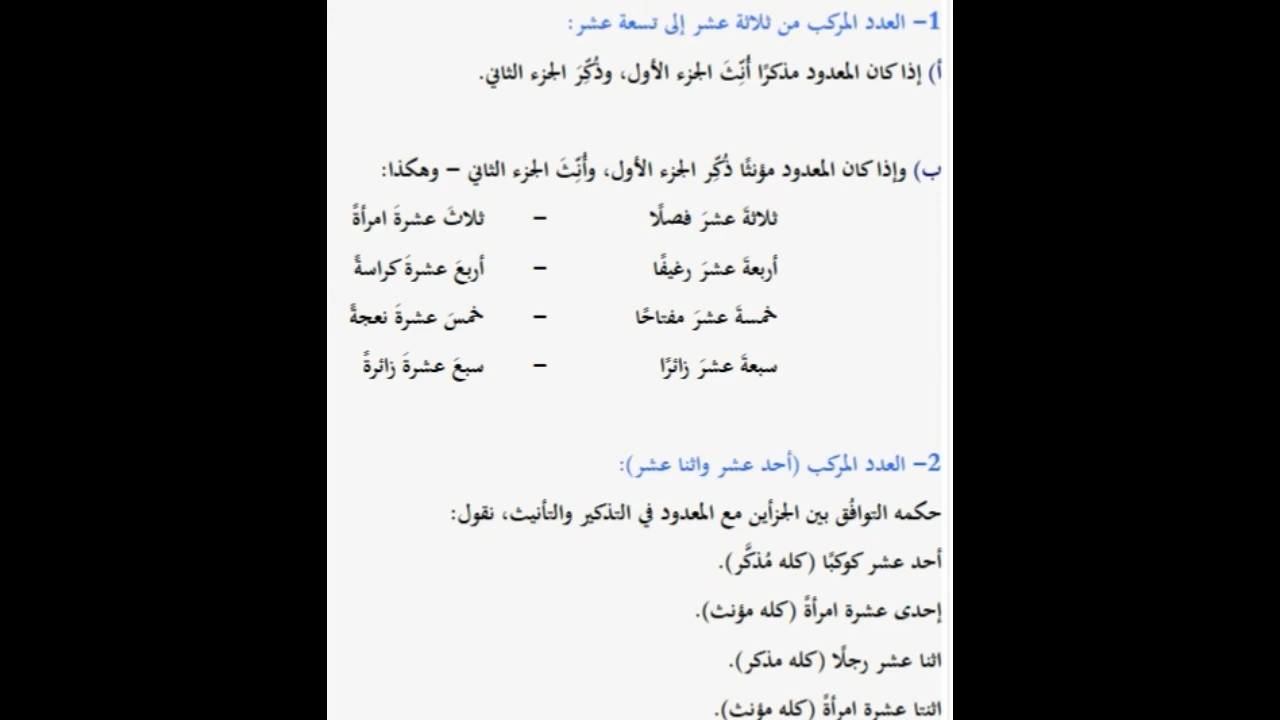 1- العدد المركب من ثلاثة عشر إلى تسعة عشر:
أ) إذا كان المعدود مذكرًا أُنِّثَ الجزء الأول، وذُكِّرَ الجزء الثاني.
ب) وإذا كان المعدود مؤنثًا ذُكِّر الجزء الأول، وأُنِّثَ الجزء الثاني – وهكذا:
ثلاثةَ عشرَ فصلًا – ثلاثَ عشرةَ امرأةً
أربعةَ عشرَ رغيفًا – أربعَ عشرةَ كراسةً
خمسةَ عشرَ مفتاحًا – خمسَ عشرةَ نعجةً
سبعةَ عشرَ زائرًا – سبعَ عشرةَ زائرةً
2- العدد المركب (أحد عشر واثنا عشر):
حكمه التوافُق بين الجزأين مع المعدود في التذكير والتأنيث، نقول:
أحد عشر كوكبًا (كله مُذكَّر).
إحدى عشرة امرأةً (كله مؤنث).
اثنا عشر رجلًا (كله مذكر).
اثنتا عشرة امرأةً (كله مؤنث).